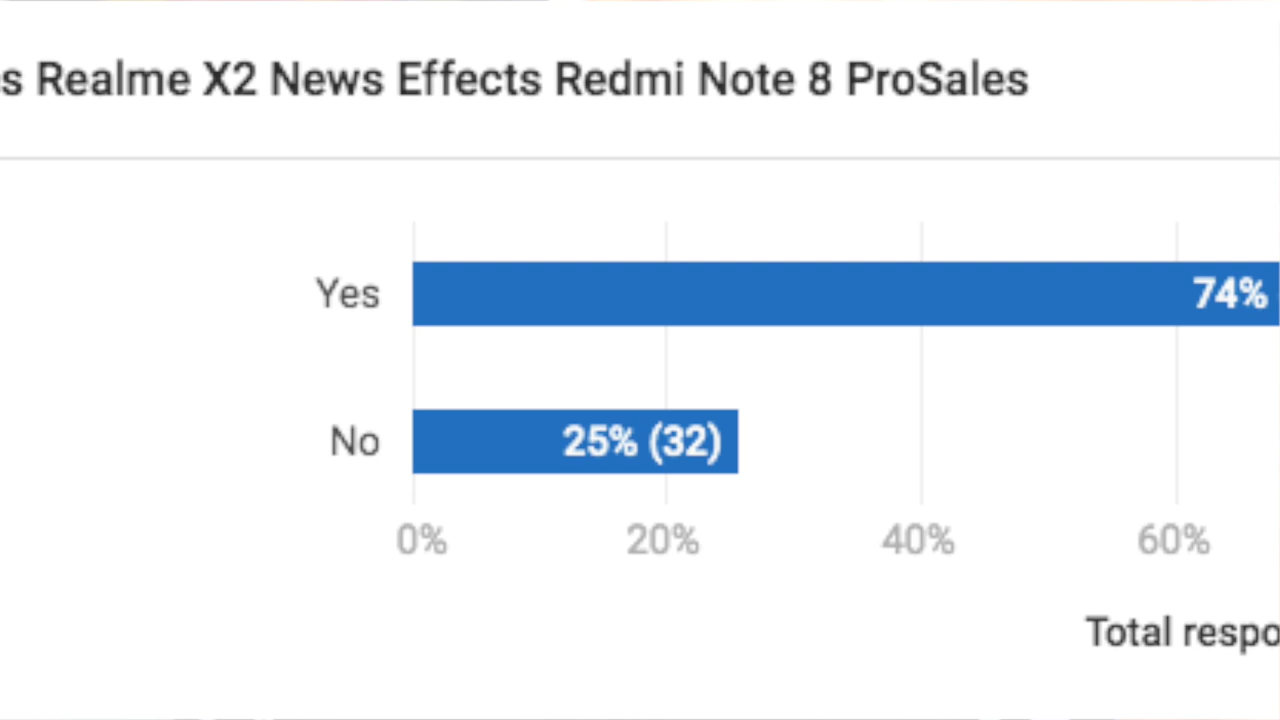 s Realme X2 News Effects Redmi Note 8 ProSales
Yes 74%
No 25% (32)
0% 20% 40% 60%
Total respo